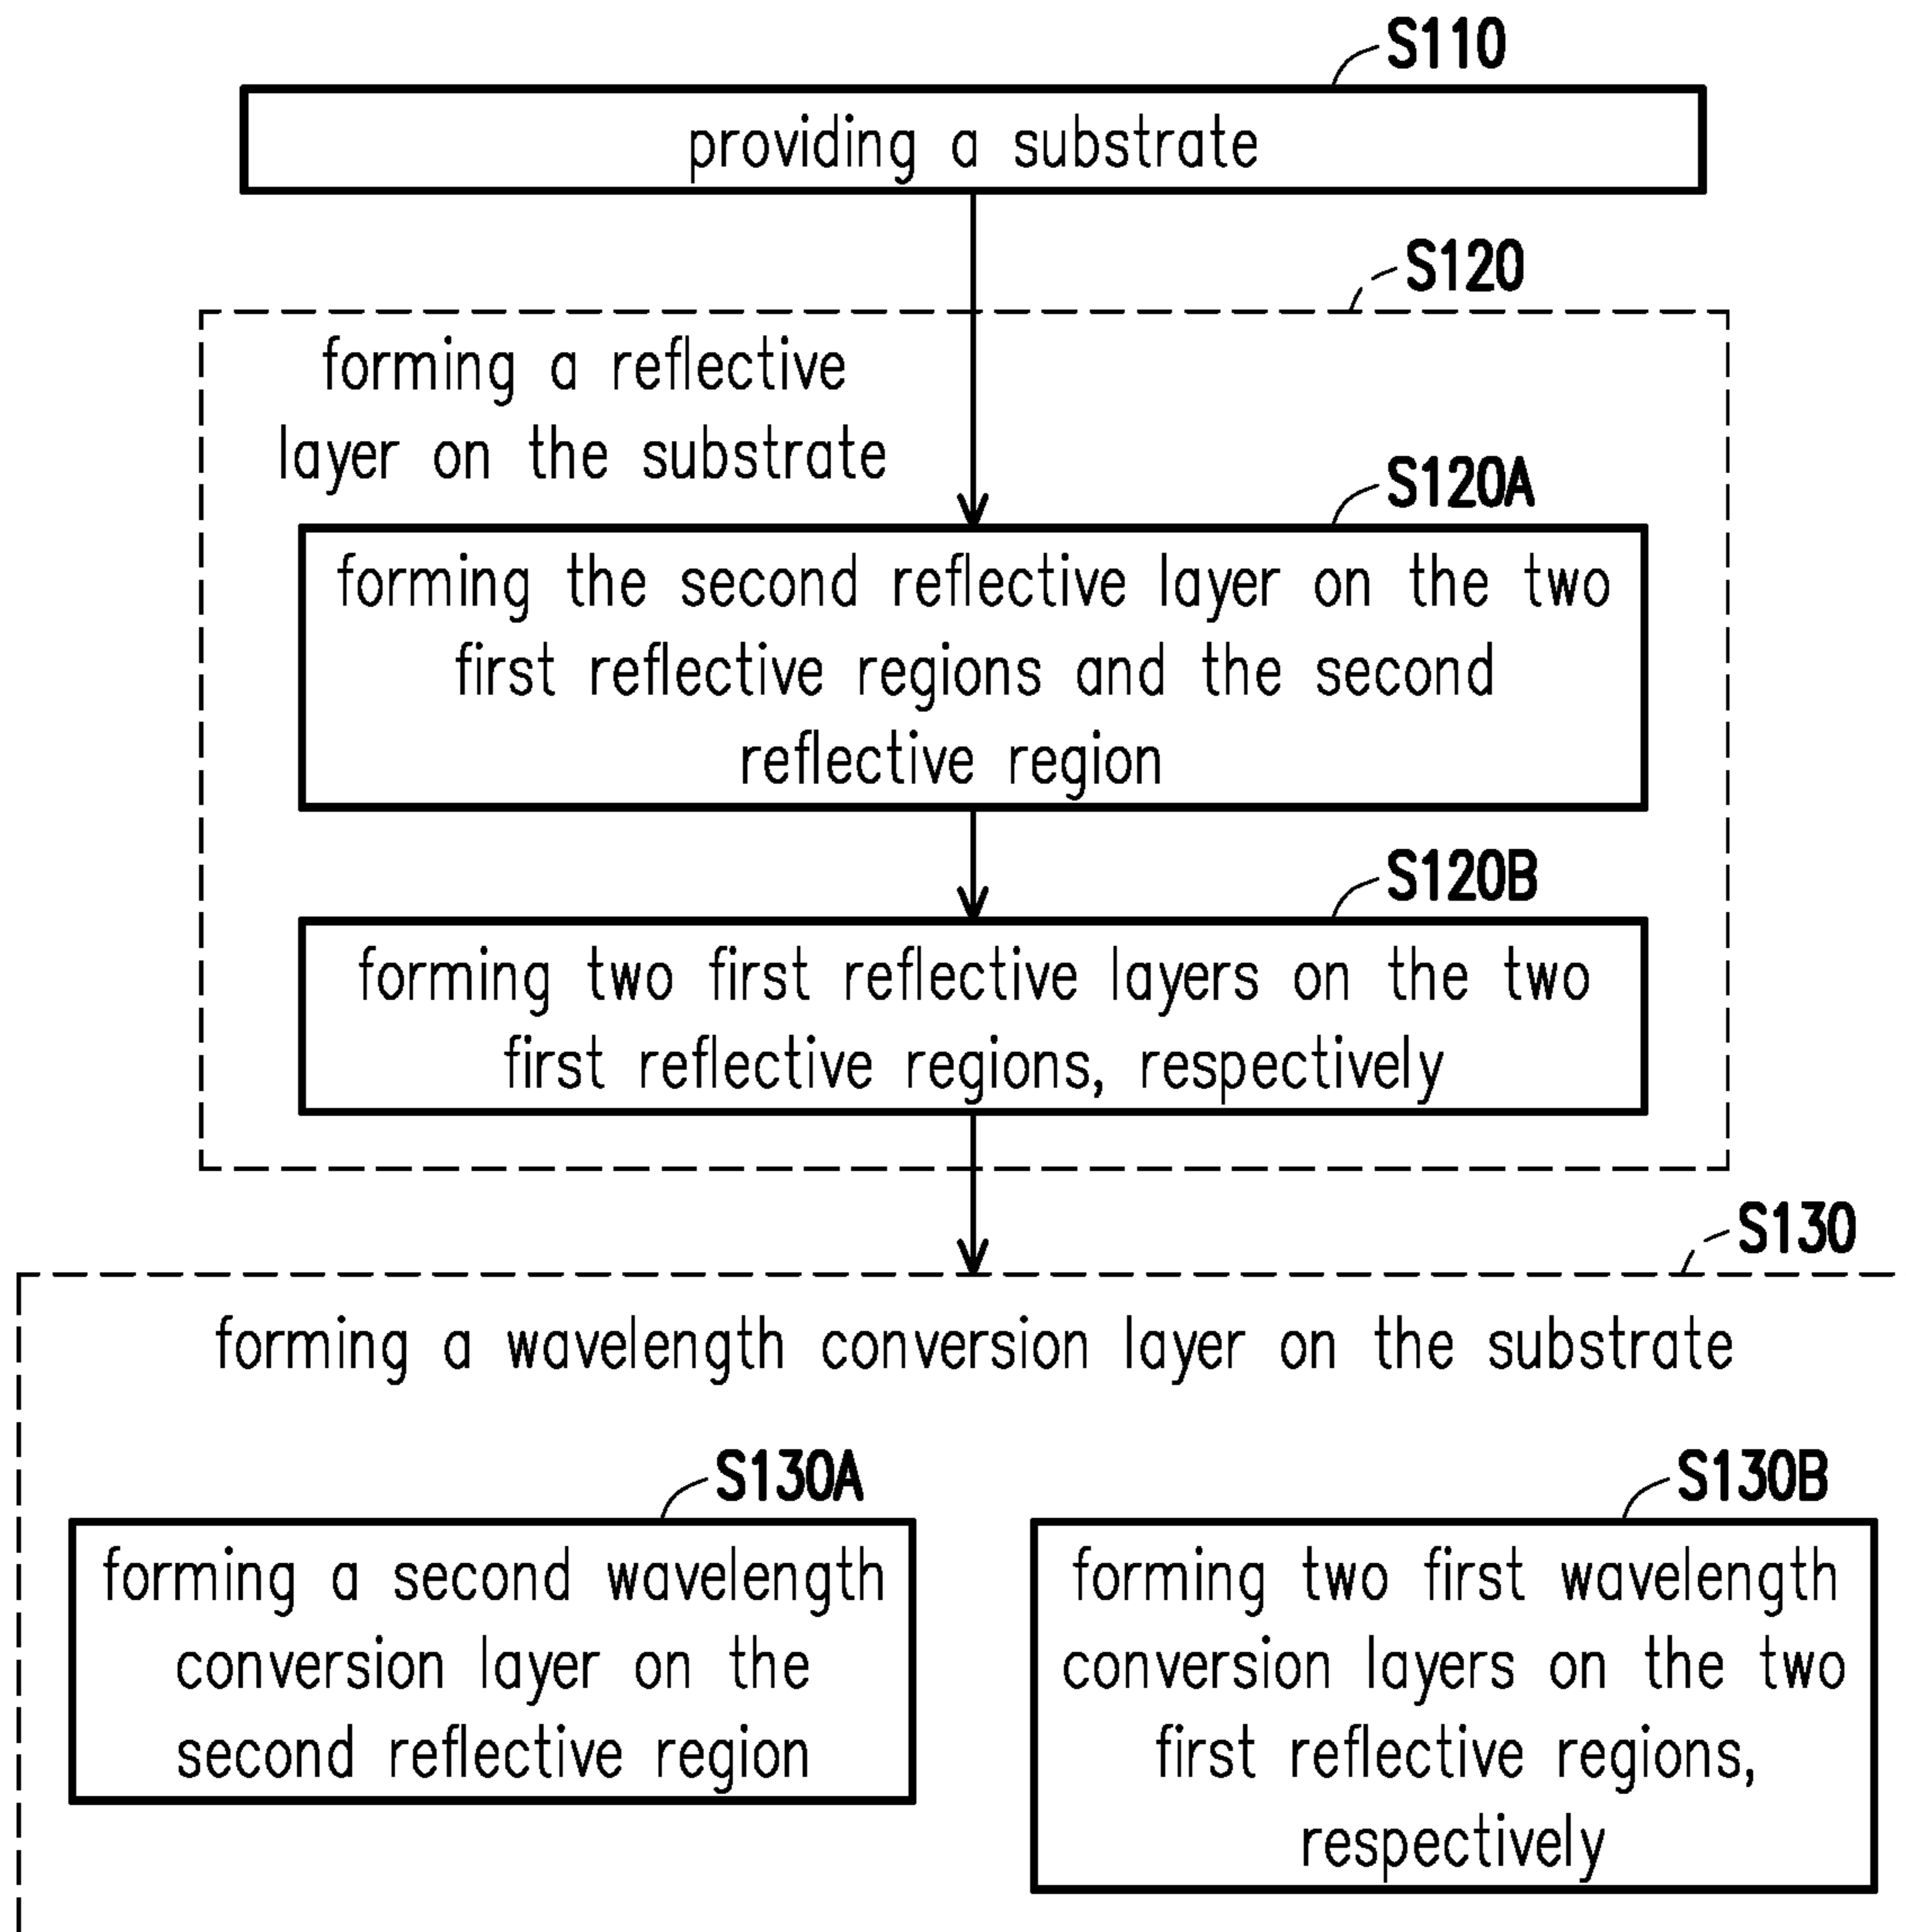 S110
providing a substrate
S120
forming a reflective
layer on the substrate
S120A
forming the second reflective layer on the two
first reflective regions and the second
reflective region
S120B
forming two first reflective layers on the two
first reflective regions, respectively
S130
forming a wavelength conversion layer on the substrate
S130A
forming a second wavelength
conversion layer on the
second reflective region
S130B
forming two first wavelength
conversion layers on the two
first reflective regions,
respectively